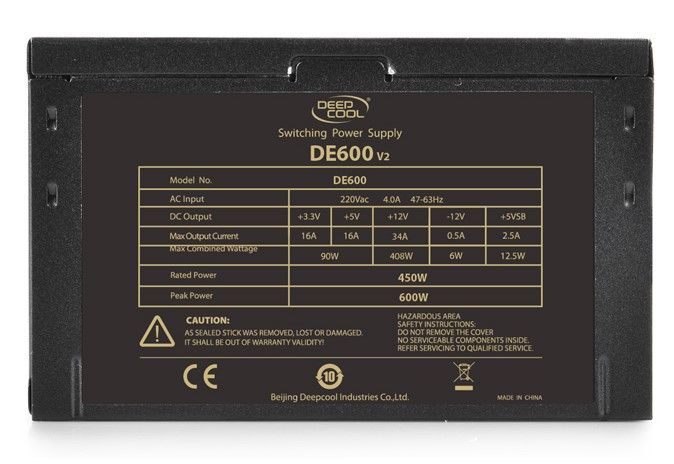 DEEP
COOL®
Switching Power Supply
DE600 V2
Model No. DE600
AC Input 220Vac 4.0A 47-63Hz
DC Output +3.3V +5V +12V -12V +5VSB
Max Output Current 16A 16A 34A 0.5A 2.5A
Max Combined Wattage 90W 408W 6W 12.5W
Rated Power 450W
Peak Power 600W
CAUTION:
AS SEALED STICK WAS REMOVED, LOST OR DAMAGED.
IT SHALL BE OUT OF WARRANTY VALIDITY!
HAZARDOUS AREA
SAFETY INSTRUCTIONS:
DO NOT REMOVE THE COVER
NO SERVICEABLE COMPONENTS INSIDE.
REFER SERVICING TO QUALIFIED SERVICE.
CE
10
Beijing Deepcool Industries Co.,Ltd.
MADE IN CHINA